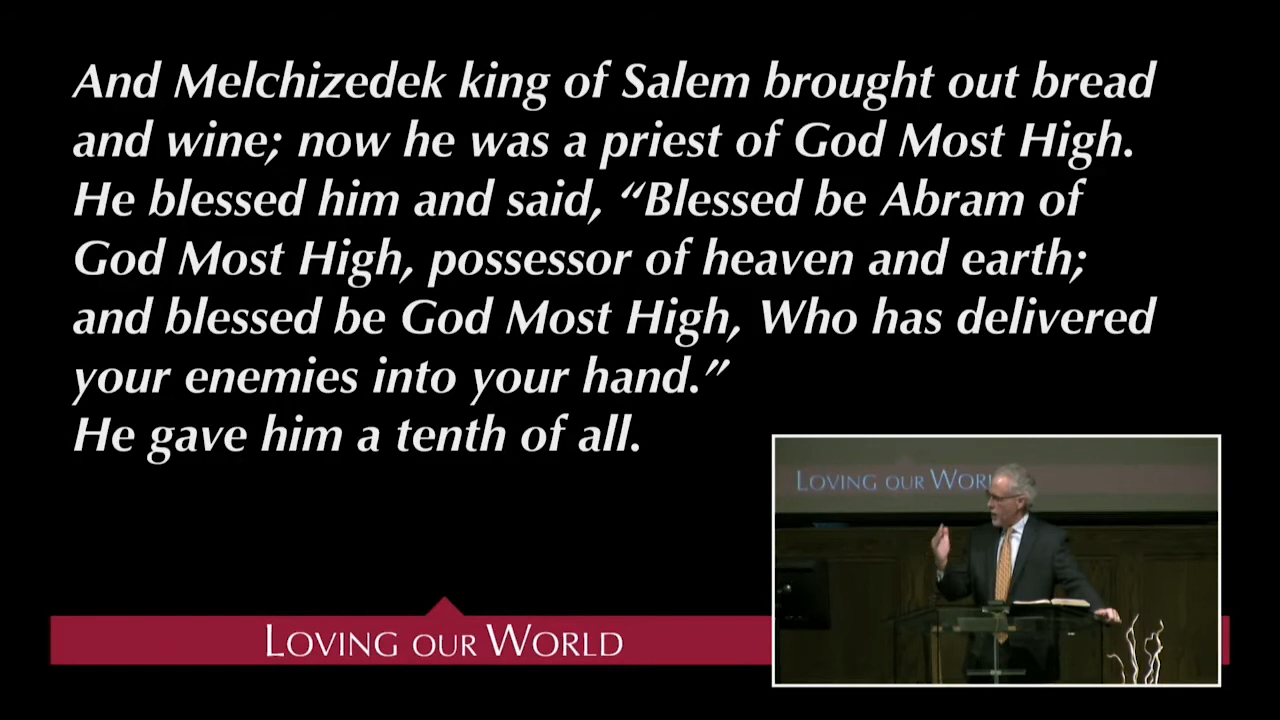 And Melchizedek king of Salem brought out bread
and wine; now he was a priest of God Most High.
He blessed him and said, “Blessed be Abram of
God Most High, possessor of heaven and earth;
and blessed be God Most High, Who has delivered
your enemies into your hand.”
He gave him a tenth of all.
LOVING OUR WORL
LOVING OUR WORLD